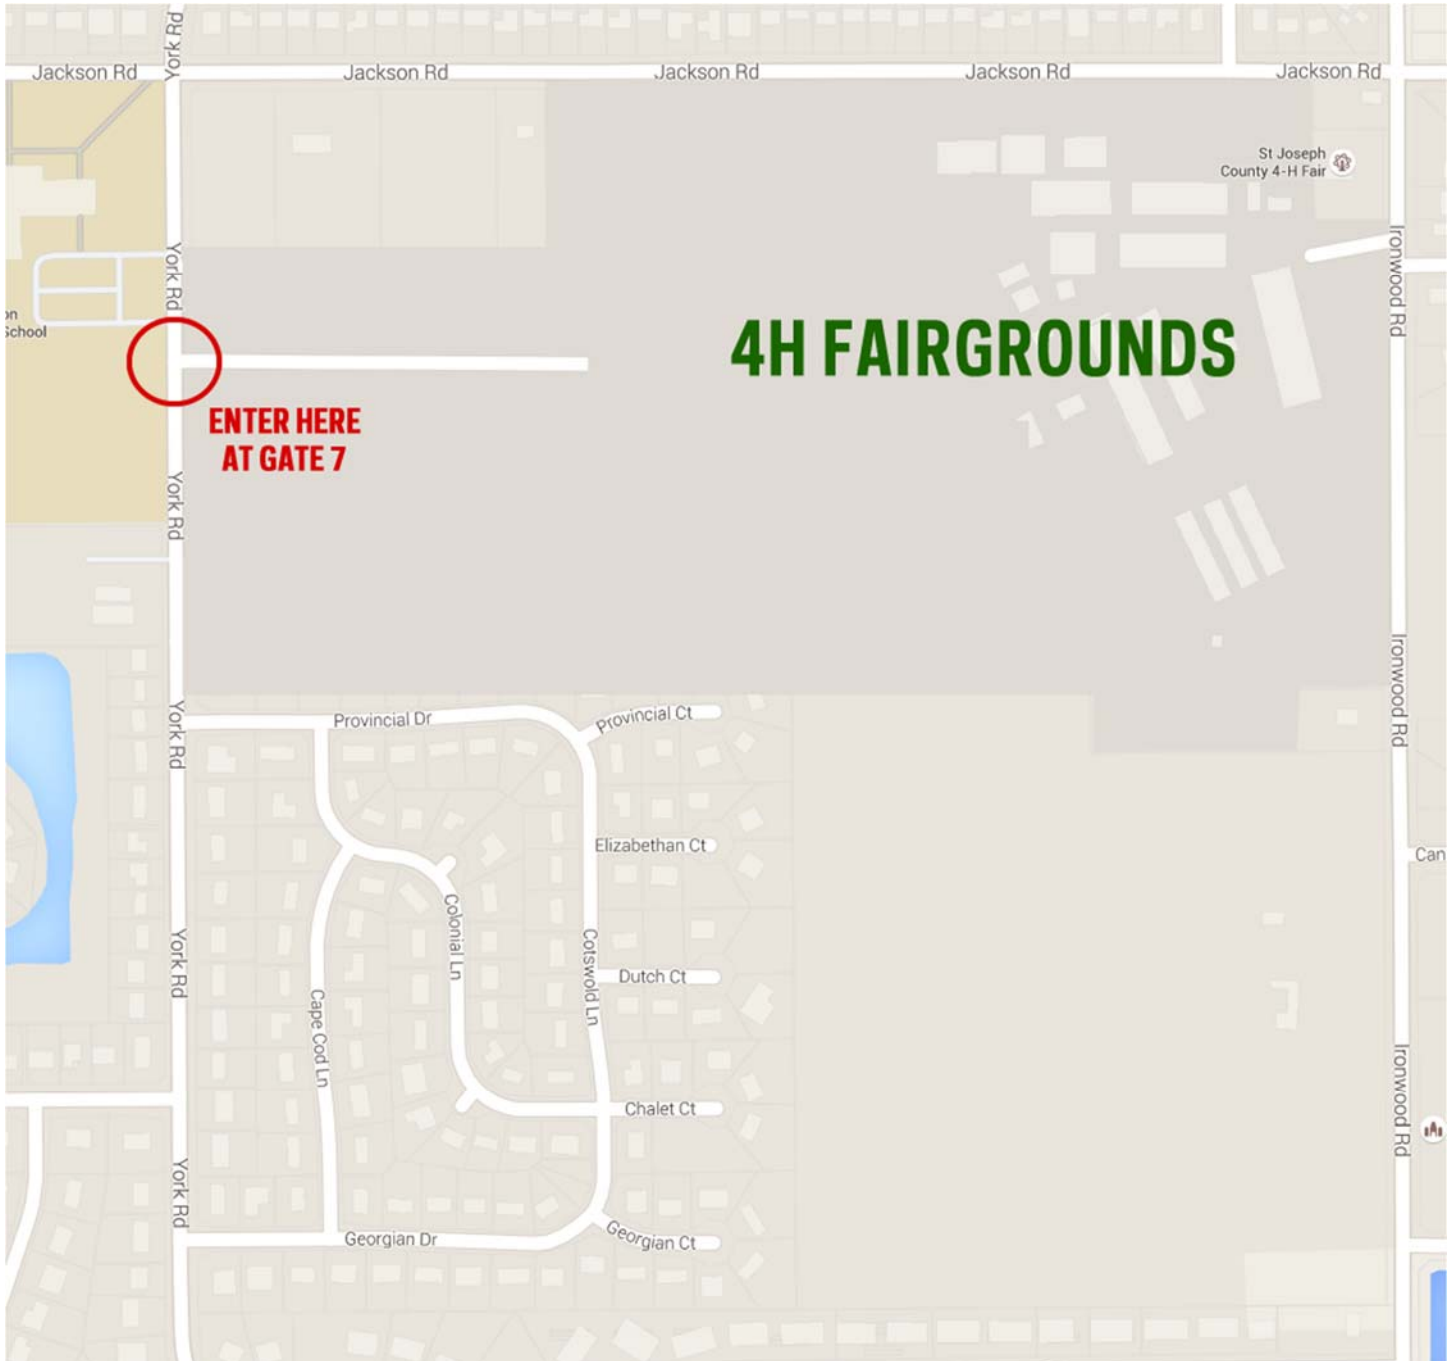 York Rd
Jackson Rd
Jackson Rd
Jackson Rd
Jackson Rd
Jackson Rd
St Joseph
County 4-H Fair
York Rd
Ironwood Rd
on
School
4H FAIRGROUNDS
ENTER HERE
AT GATE 7
York Rd
Ironwood Rd
York Rd
Provincial Dr
Provincial Ct
Elizabethan Ct
Can
Colonial Ln
York Rd
Cotswold Ln
Dutch Ct
Cape Cod Ln
Ironwood Rd
Chalet Ct
York Rd
Georgian Dr
Georgian Ct